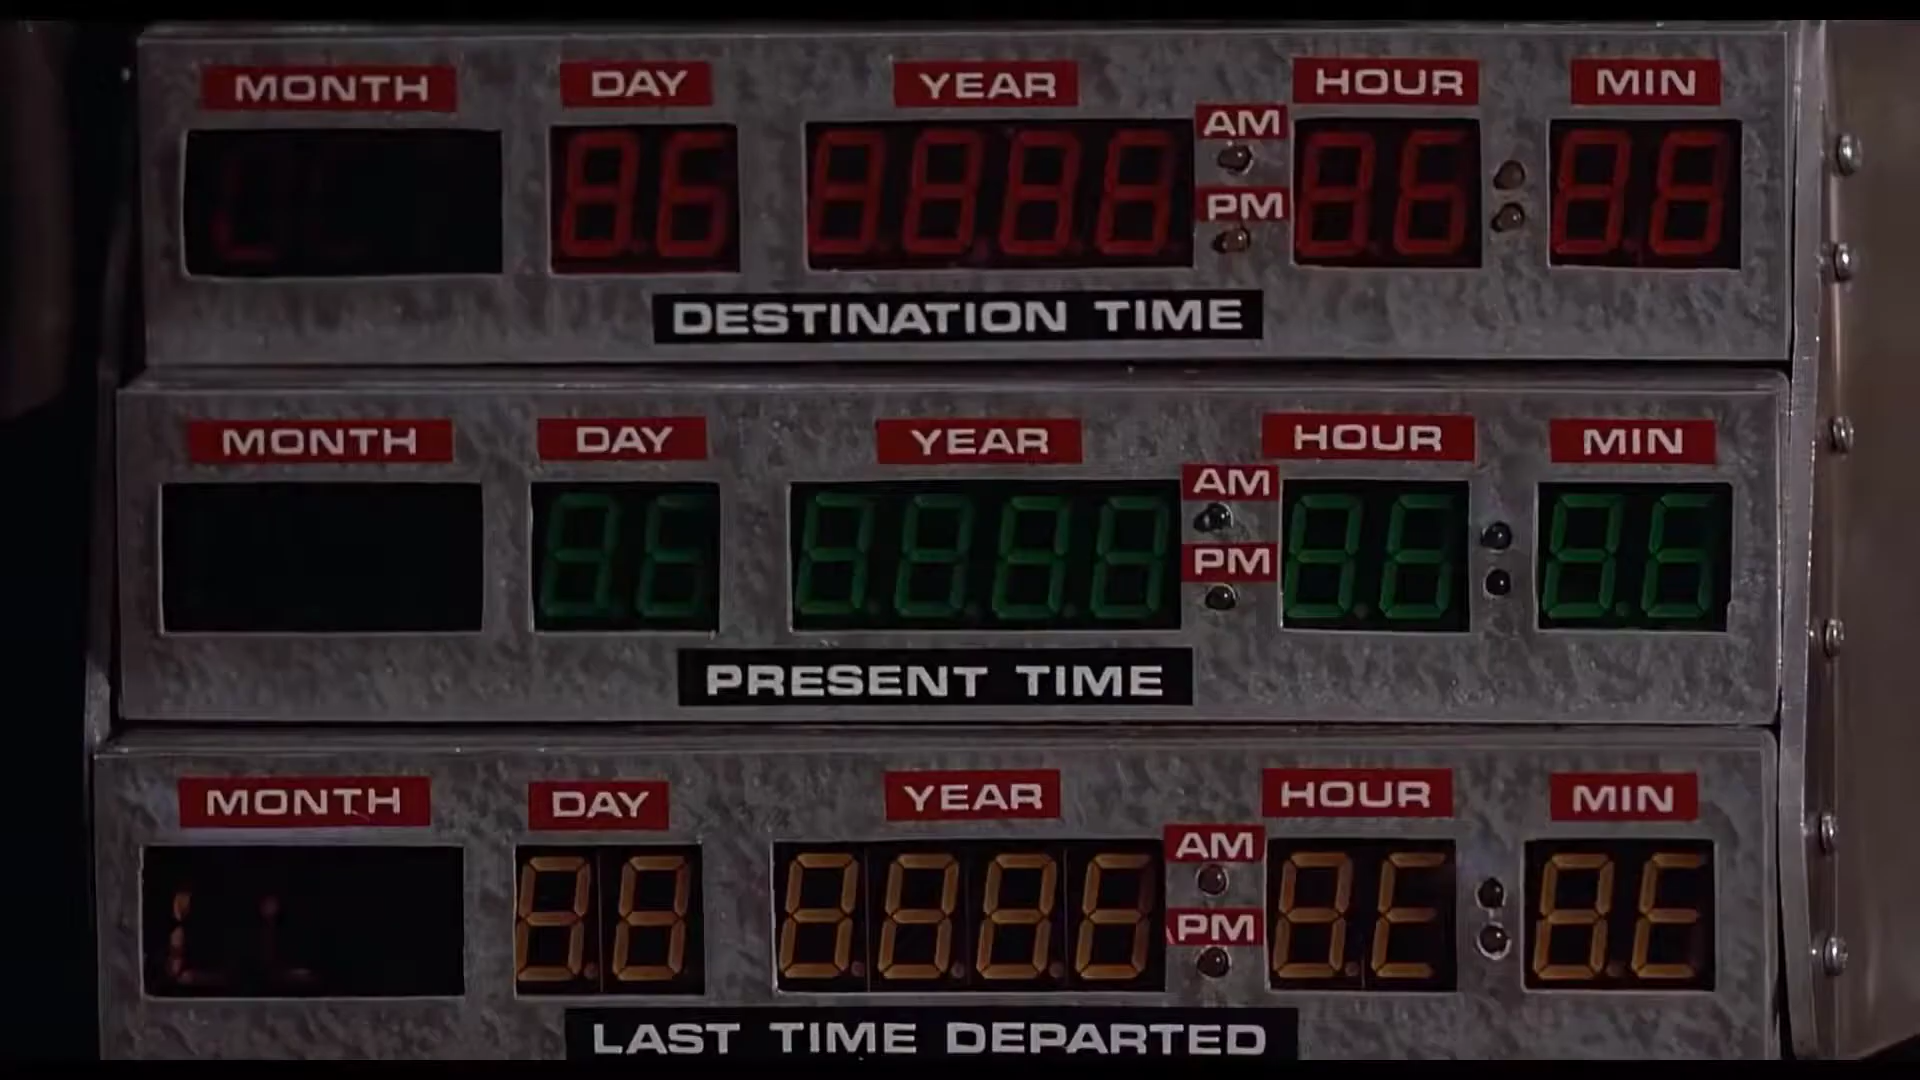 MONTH DAY YEAR HOUR MIN
AM
PM
DESTINATION TIME
MONTH DAY YEAR HOUR MIN
AM
PM
PRESENT TIME
MONTH DAY YEAR HOUR MIN
AM
PM
LAST TIME DEPARTED